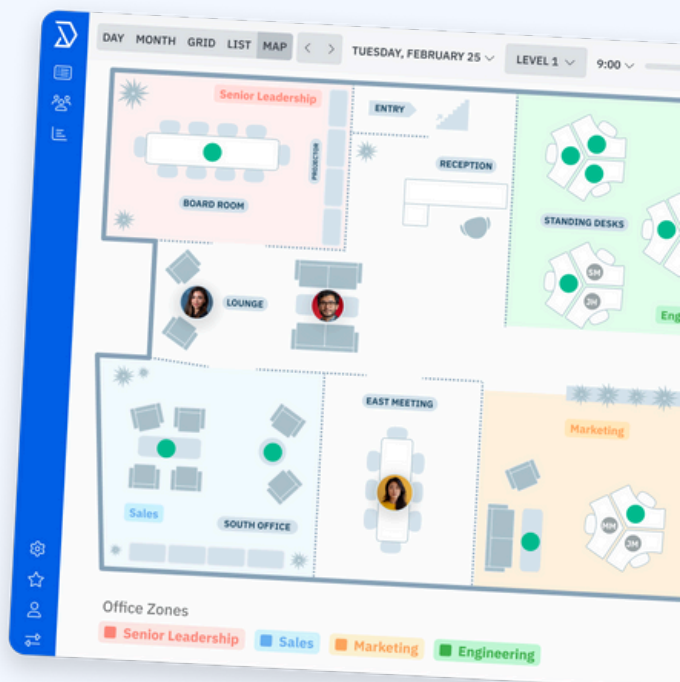 DAY MONTH GRID LIST MAP TUESDAY, FEBRUARY 25 LEVEL 1 9:00
Senior Leadership
ENTRY
PROJECTOR
RECEPTION
BOARD ROOM
STANDING DESKS
SM
LOUNGE
JH
Eng
EAST MEETING
Marketing
Sales
SOUTH OFFICE
MM
JM
Office Zones
Senior Leadership Sales Marketing Engineering